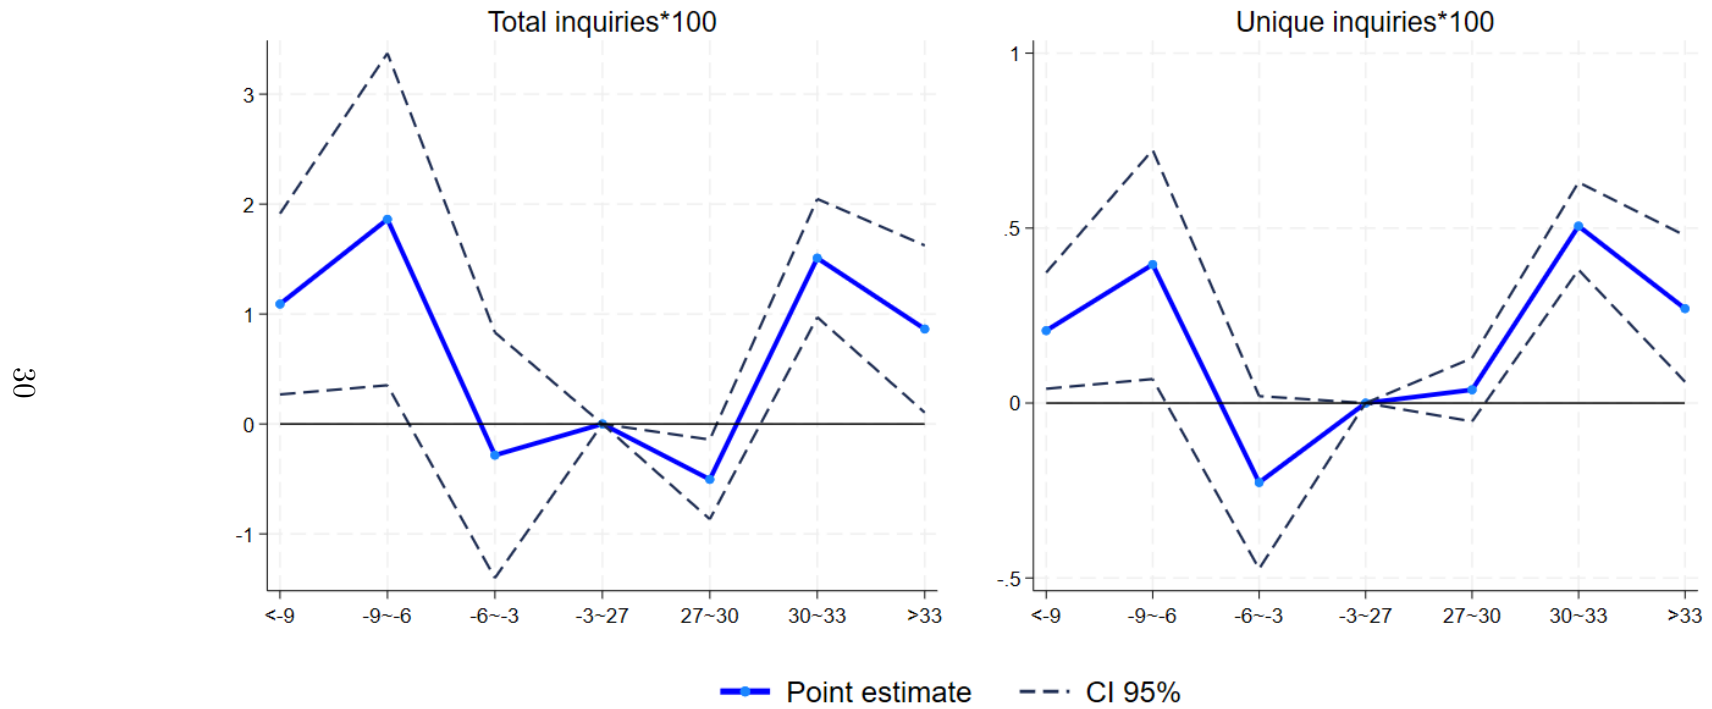 Total inquiries*100
3
2
1
0
-1
<-9 -9~-6 -6~-3 -3~27 27~30 30~33 >33
Unique inquiries*100
1
.5
0
-.5
<-9 -9~-6 -6~-3 -3~27 27~30 30~33 >33
Point estimate CI 95%
30